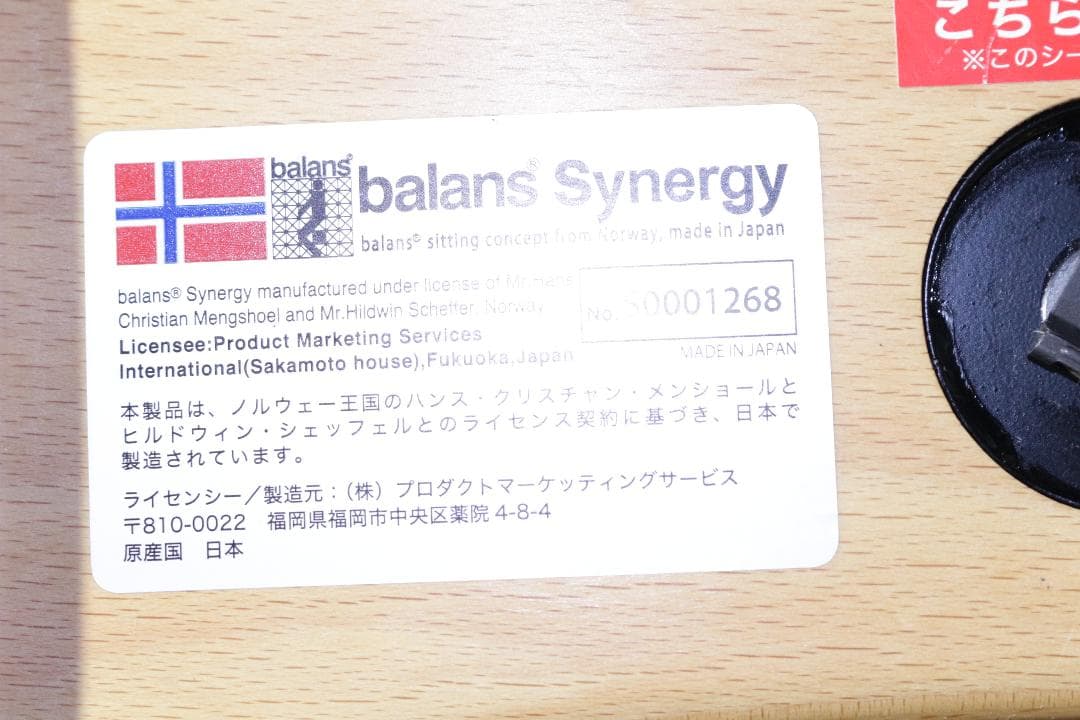 こちら
※このシー
balans®
balans® Synergy
balans® sitting concept from Norway, made in Japan
balans® Synergy manufactured under license of Mr.Hans
Christian Mengshoel and Mr.Hildwin Scheffer, Norway
Licensee:Product Marketing Services
International(Sakamoto house),Fukuoka,Japan
No. S0001268
MADE IN JAPAN
本製品は、ノルウェー王国のハンス・クリスチャン・メンショールと
ヒルドウィン・シェッフェルとのライセンス契約に基づき、日本で
製造されています。
ライセンシー/製造元:(株) プロダクトマーケッティングサービス
〒810-0022 福岡県福岡市中央区薬院 4-8-4
原産国 日本